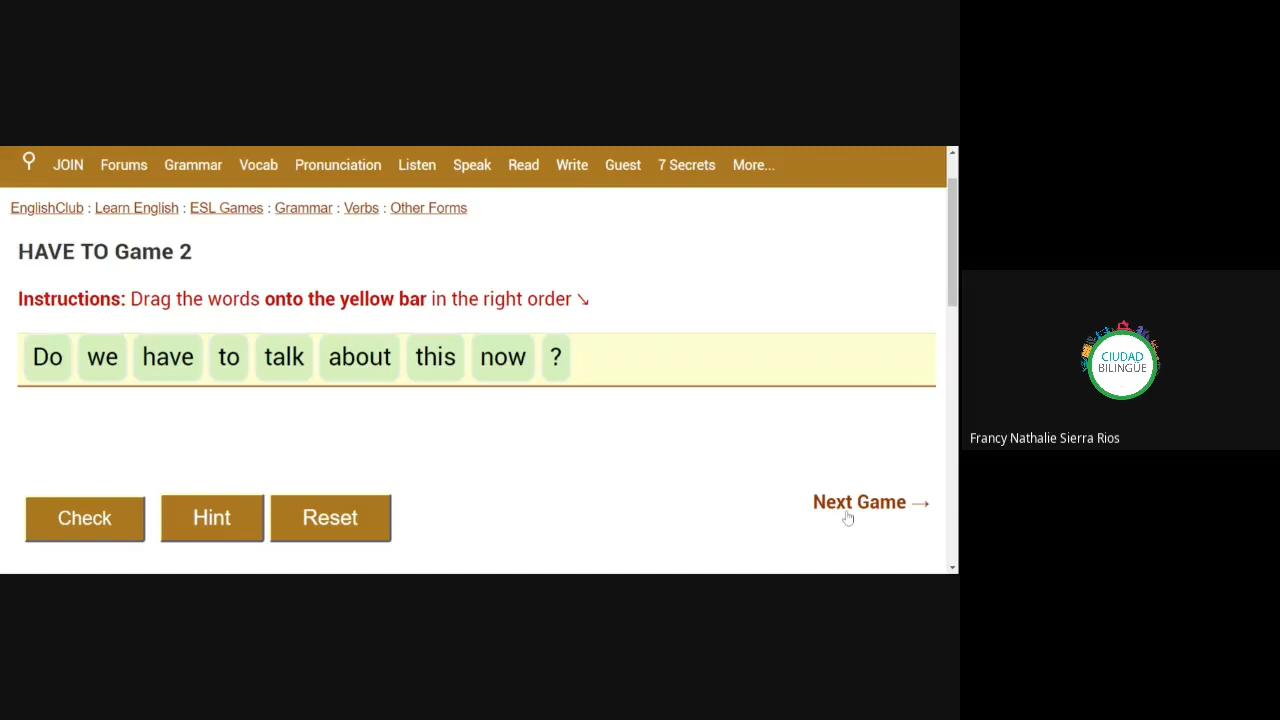 JOIN Forums Grammar Vocab Pronunciation Listen Speak Read Write Guest 7 Secrets More...
EnglishClub : Learn English : ESL Games : Grammar : Verbs : Other Forms
HAVE TO Game 2
Instructions: Drag the words onto the yellow bar in the right order ↘
Do we have to talk about this now ?
Next Game →
Check Hint Reset
CIUDAD
BILINGÜE
Francy Nathalie Sierra Rios